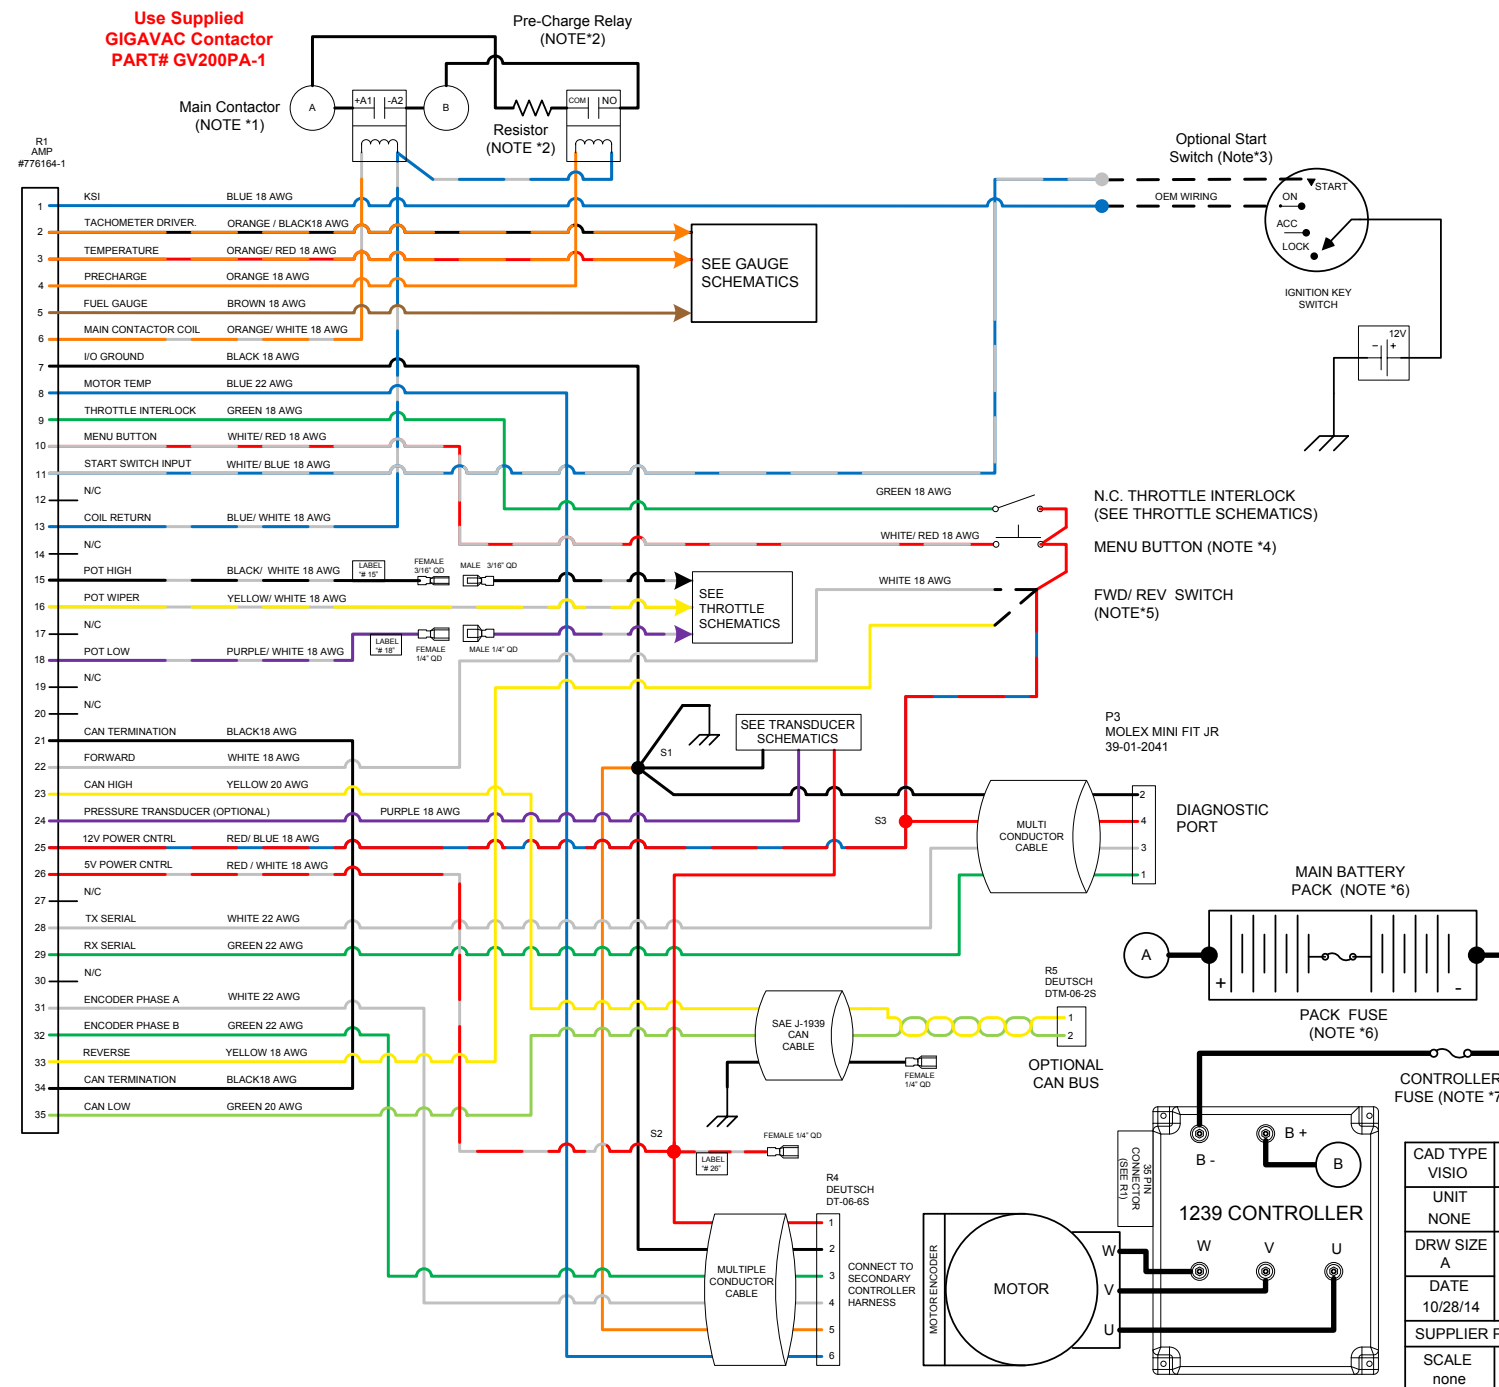 Use Supplied
GIGAVAC Contactor
PART# GV200PA-1
Pre-Charge Relay
(NOTE*2)
Main Contactor
(NOTE *1)
A
+A1
-A2
B
COM
NO
Resistor
(NOTE *2)
R1
AMP
#776164-1
Optional Start
Switch (Note*3)
START
ON
ACC
LOCK
OEM WIRING
IGNITION KEY
SWITCH
12V
- +
1 KSI BLUE 18 AWG
2 TACHOMETER DRIVER. ORANGE / BLACK18 AWG
3 TEMPERATURE ORANGE/ RED 18 AWG
4 PRECHARGE ORANGE 18 AWG
5 FUEL GAUGE BROWN 18 AWG
6 MAIN CONTACTOR COIL ORANGE/ WHITE 18 AWG
7 I/O GROUND BLACK 18 AWG
8 MOTOR TEMP BLUE 22 AWG
9 THROTTLE INTERLOCK GREEN 18 AWG
10 MENU BUTTON WHITE/ RED 18 AWG
11 START SWITCH INPUT WHITE/ BLUE 18 AWG
12 N/C
13 COIL RETURN BLUE/ WHITE 18 AWG
14 N/C
15 POT HIGH BLACK/ WHITE 18 AWG
16 POT WIPER YELLOW/ WHITE 18 AWG
17 N/C
18 POT LOW PURPLE/ WHITE 18 AWG
19 N/C
20 N/C
21 CAN TERMINATION BLACK18 AWG
22 FORWARD WHITE 18 AWG
23 CAN HIGH YELLOW 20 AWG
24 PRESSURE TRANSDUCER (OPTIONAL) PURPLE 18 AWG
25 12V POWER CNTRL RED/ BLUE 18 AWG
26 5V POWER CNTRL RED / WHITE 18 AWG
27 N/C
28 TX SERIAL WHITE 22 AWG
29 RX SERIAL GREEN 22 AWG
30 N/C
31 ENCODER PHASE A WHITE 22 AWG
32 ENCODER PHASE B GREEN 22 AWG
33 REVERSE YELLOW 18 AWG
34 CAN TERMINATION BLACK18 AWG
35 CAN LOW GREEN 20 AWG
SEE GAUGE
SCHEMATICS
GREEN 18 AWG
N.C. THROTTLE INTERLOCK
(SEE THROTTLE SCHEMATICS)
WHITE/ RED 18 AWG
MENU BUTTON (NOTE *4)
WHITE 18 AWG
FWD/ REV SWITCH
(NOTE*5)
LABEL
"# 15"
FEMALE
3/16" QD
MALE 3/16" QD
SEE
THROTTLE
SCHEMATICS
LABEL
"# 18"
FEMALE
1/4" QD
MALE 1/4" QD
S1
SEE TRANSDUCER
SCHEMATICS
P3
MOLEX MINI FIT JR
39-01-2041
S3
MULTI
CONDUCTOR
CABLE
2
4
3
1
DIAGNOSTIC
PORT
MAIN BATTERY
PACK (NOTE *6)
A
+
-
PACK FUSE
(NOTE *6)
R5
DEUTSCH
DTM-06-2S
SAE J-1939
CAN
CABLE
1
2
FEMALE
1/4" QD
OPTIONAL
CAN BUS
CONTROLLER
FUSE (NOTE *7
S2
LABEL
"# 26"
FEMALE 1/4" QD
R4
DEUTSCH
DT-06-6S
MULTIPLE
CONDUCTOR
CABLE
1
2
3
4
5
6
CONNECT TO
SECONDARY
CONTROLLER
HARNESS
MOTOR ENCODER
MOTOR
W
V
U
35 PIN
CONNECTOR
(SEE R1)
B -
B +
B
1239 CONTROLLER
W
V
U
CAD TYPE
VISIO
UNIT
NONE
DRW SIZE
A
DATE
10/28/14
SUPPLIER P
SCALE
none